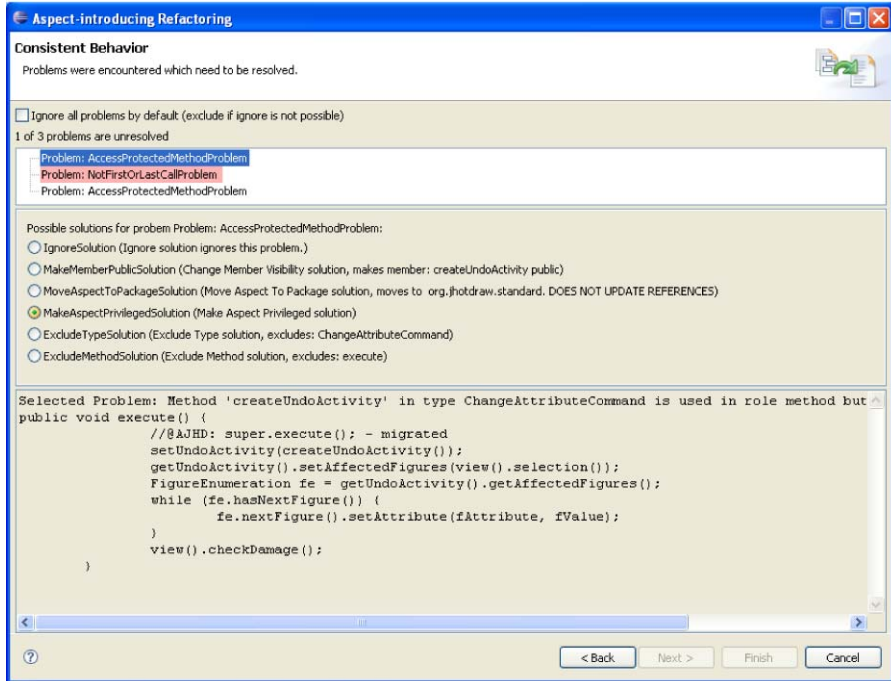 Aspect-introducing Refactoring
Consistent Behavior
Problems were encountered which need to be resolved.
Ignore all problems by default (exclude if ignore is not possible)
1 of 3 problems are unresolved
Problem: AccessProtectedMethodProblem
Problem: NotFirstOrLastCallProblem
Problem: AccessProtectedMethodProblem
Possible solutions for probem Problem: AccessProtectedMethodProblem:
IgnoreSolution (Ignore solution ignores this problem.)
MakeMemberPublicSolution (Change Member Visibility solution, makes member: createUndoActivity public)
MoveAspectToPackageSolution (Move Aspect To Package solution, moves to org.jhotdraw.standard. DOES NOT UPDATE REFERENCES)
MakeAspectPrivilegedSolution (Make Aspect Privileged solution)
ExcludeTypeSolution (Exclude Type solution, excludes: ChangeAttributeCommand)
ExcludeMethodSolution (Exclude Method solution, excludes: execute)
Selected Problem: Method 'createUndoActivity' in type ChangeAttributeCommand is used in role method but
public void execute() {
//@AJHD: super.execute(); - migrated
setUndoActivity(createUndoActivity());
getUndoActivity().setAffectedFigures(view().selection());
FigureEnumeration fe = getUndoActivity().getAffectedFigures();
while (fe.hasNextFigure()) {
fe.nextFigure().setAttribute(fAttribute, fValue);
}
view().checkDamage();
}
? < Back Next > Finish Cancel